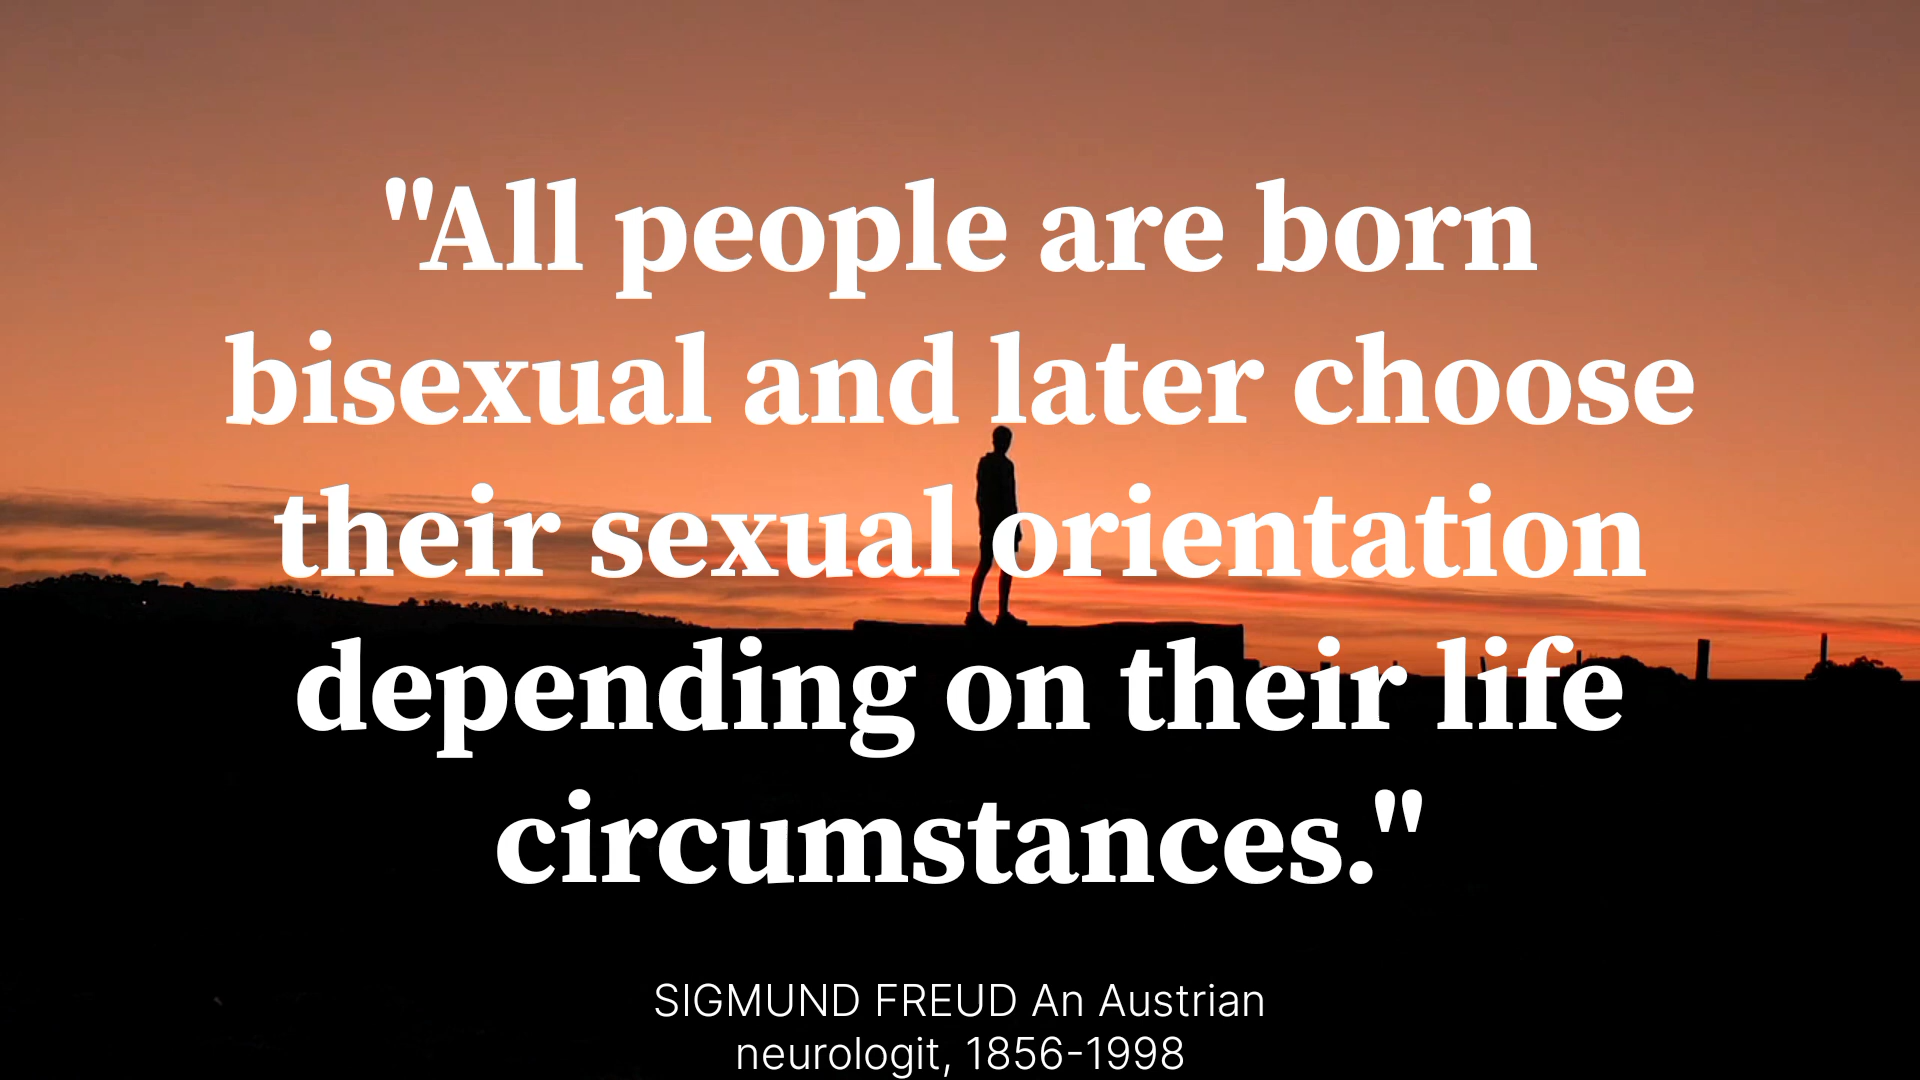 "All people are born
bisexual and later choose
their sexual orientation
depending on their life
circumstances."
SIGMUND FREUD An Austrian
neurologit, 1856-1998